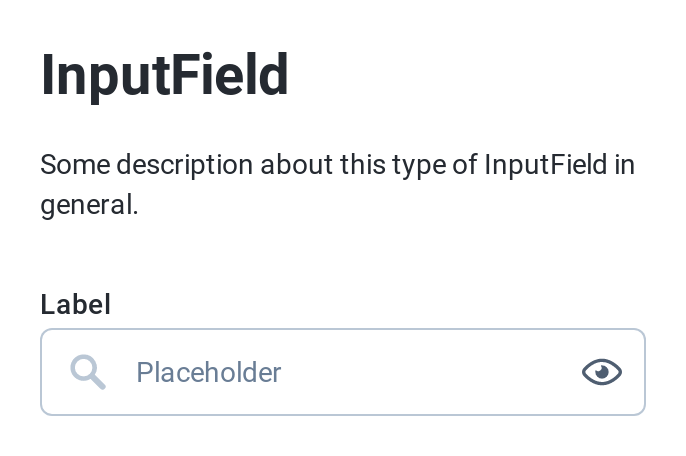 InputField
Some description about this type of InputField in
general.
Label
Placeholder